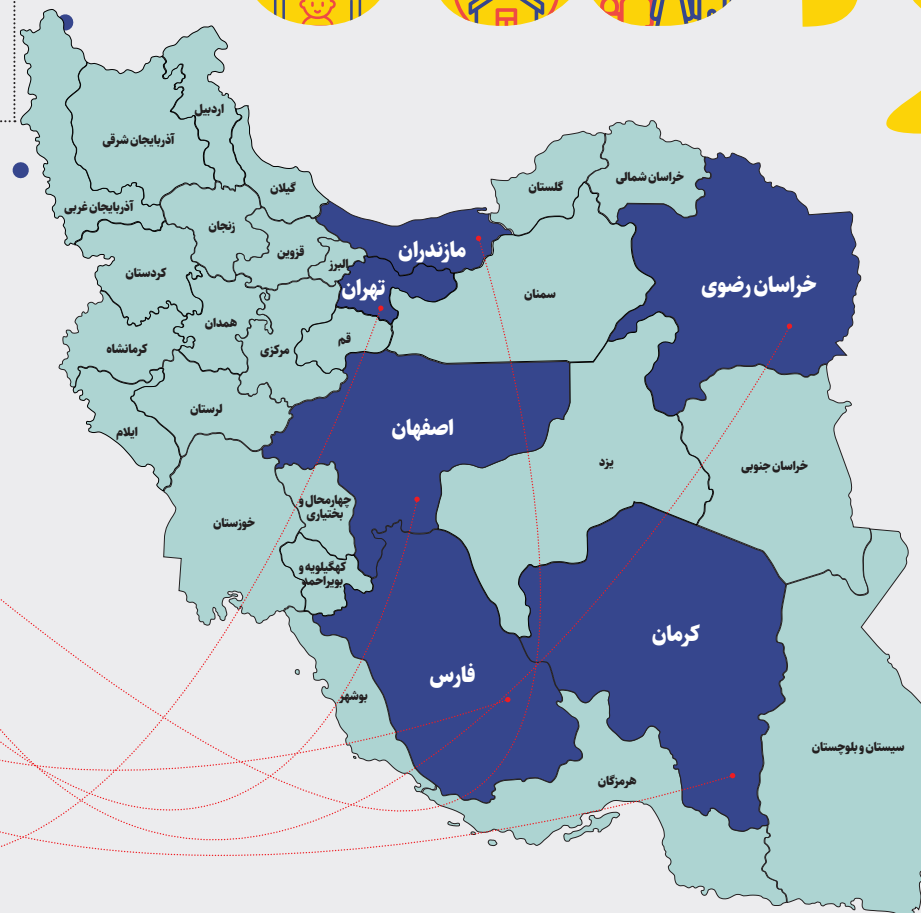 اردبیل
آذربایجان شرقی
گیلان
آذربایجان غربی
زنجان
گلستان
خراسان شمالی
مازندران
قزوین
البرز
کردستان
تهران
سمنان
خراسان رضوی
همدان
قم
مرکزی
کرمانشاه
لرستان
ایلام
اصفهان
یزد
خراسان جنوبی
چهارمحال و
بختیاری
خوزستان
کهگیلویه و
بویراحمد
کرمان
فارس
بوشهر
سیستان و بلوچستان
هرمزگان